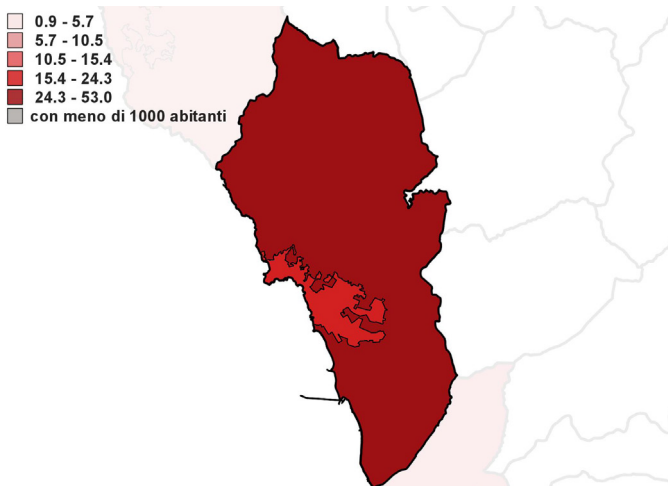 0.9 - 5.7
5.7 - 10.5
10.5 - 15.4
15.4 - 24.3
24.3 - 53.0
con meno di 1000 abitanti